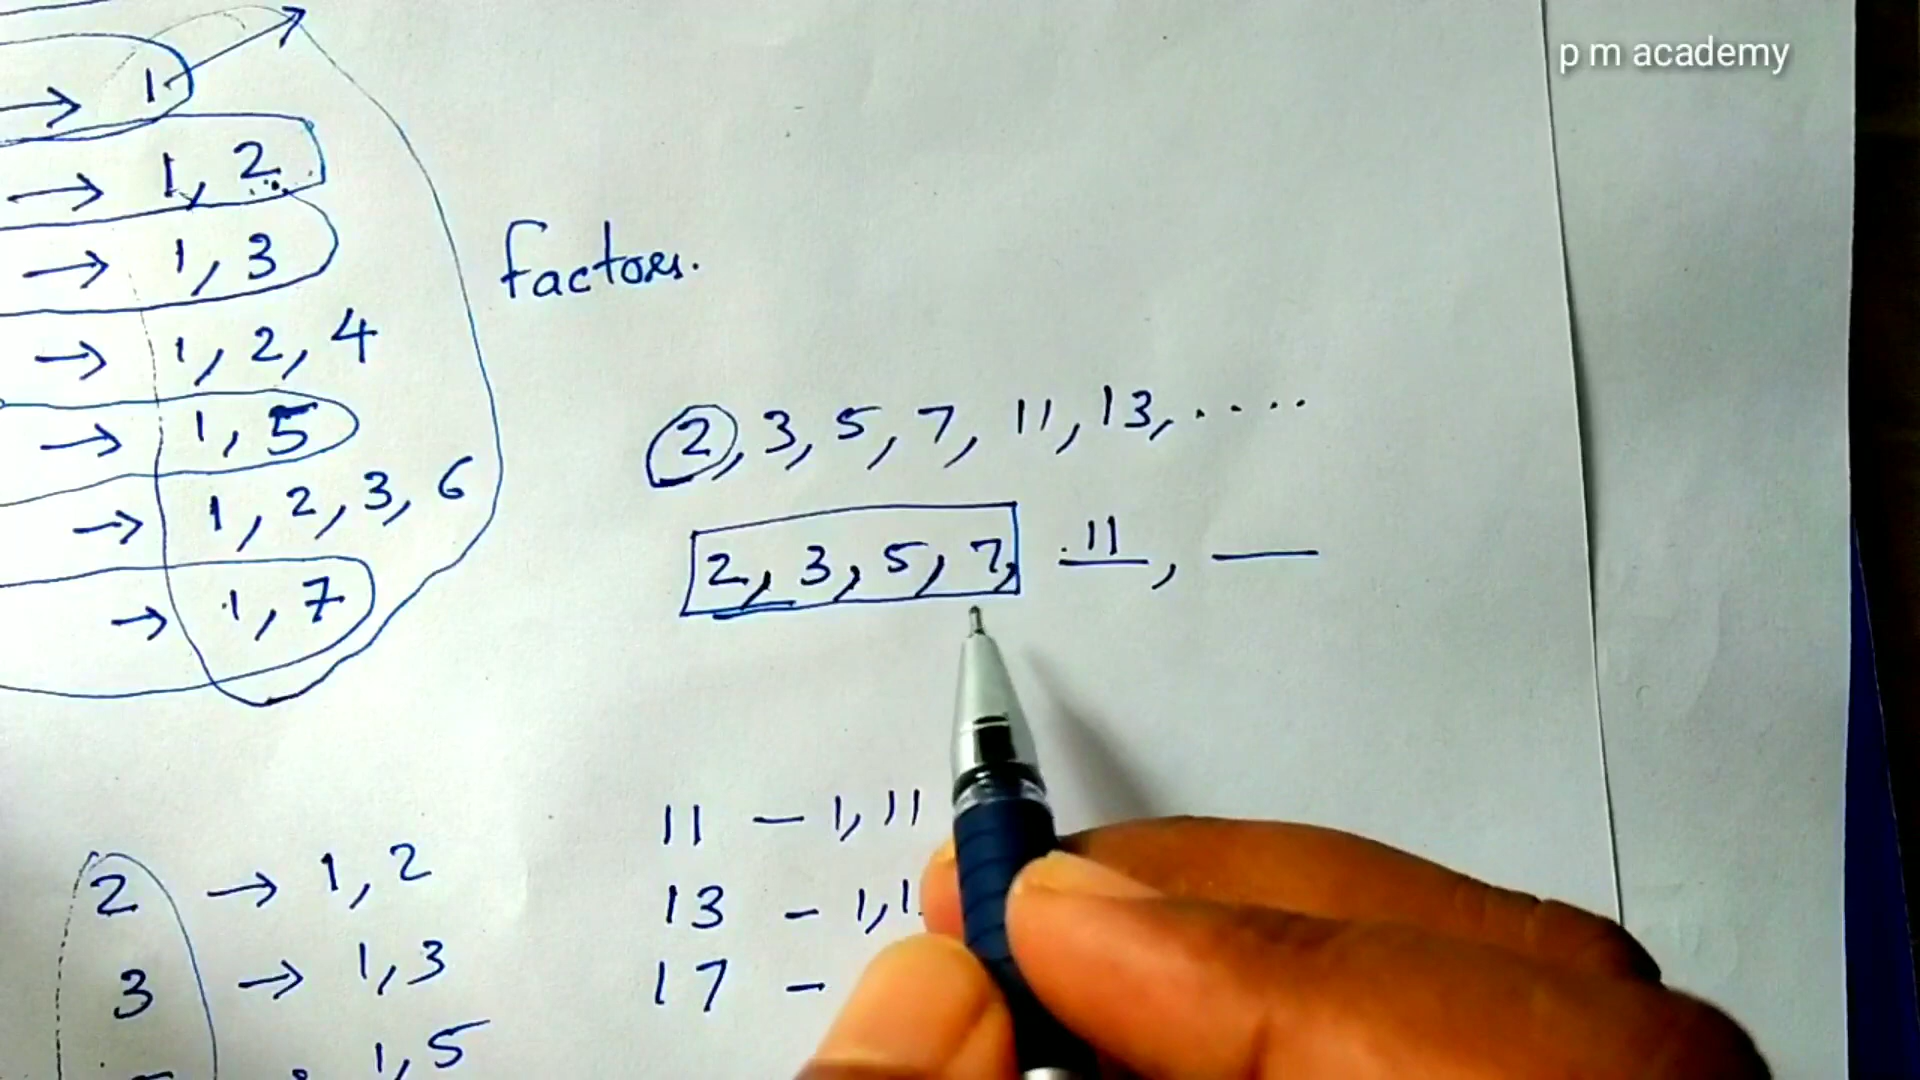 p m academy
→ 1
→ 1, 2
→ 1, 3
→ 1, 2, 4
→ 1, 5
→ 1, 2, 3, 6
→ 1, 7
Factors.
2, 3, 5, 7, 11, 13, ....
2, 3, 5, 7, 11, __
2 → 1, 2
3 → 1, 3
1, 5
11 – 1, 11
13 – 1, 1
17 –